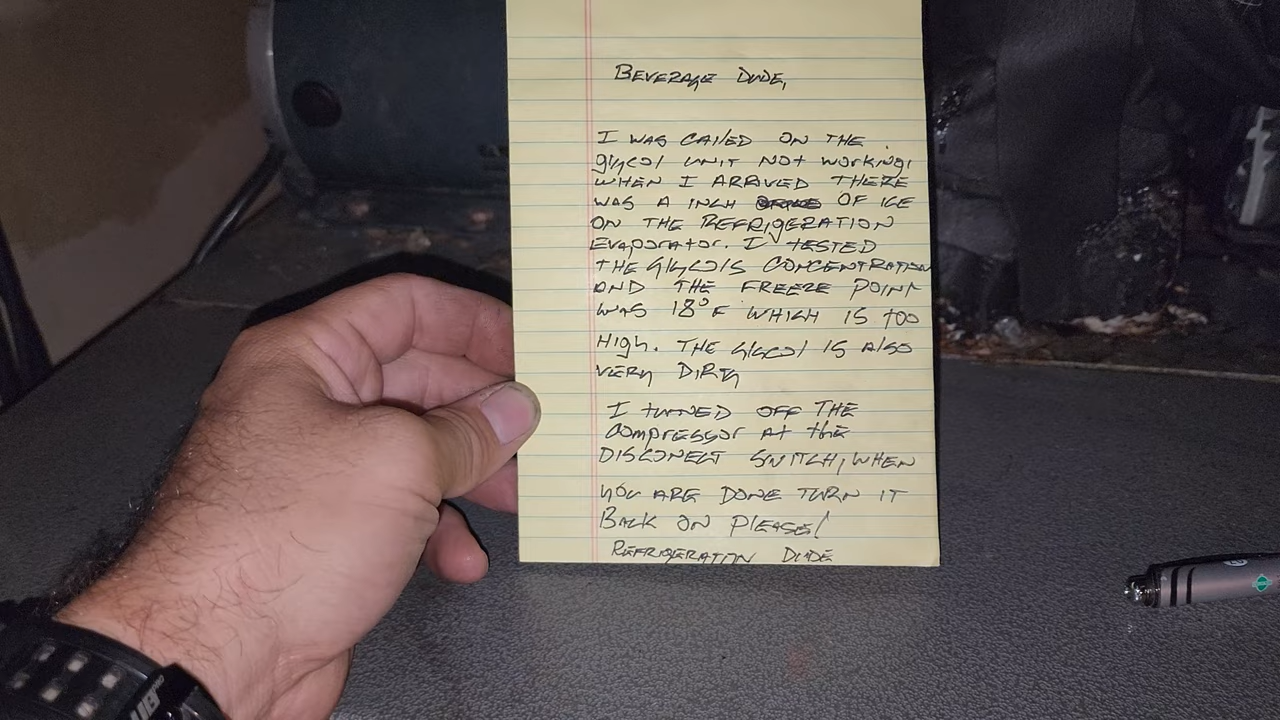 BEVERAGE DUDE,
I WAS CALLED ON THE
glycol unit Not working.
WHEN I ARRIVED THERE
WAS A INCH OF ICE
ON THE REFRIGERATION
Evaporator. I TESTED
THE GLYCOLS CONCENTRATION
AND THE FREEZE POINT
WAS 18° F WHICH IS TOO
HIGH. THE GLYCOL IS ALSO
VERY DIRTY
I TURNED OFF THE
COMPRESSOR AT THE
DISCONECT SWITCH, WHEN
YOU ARE DONE TURN IT
BACK ON PLEASE!
REFRIGERATION DUDE